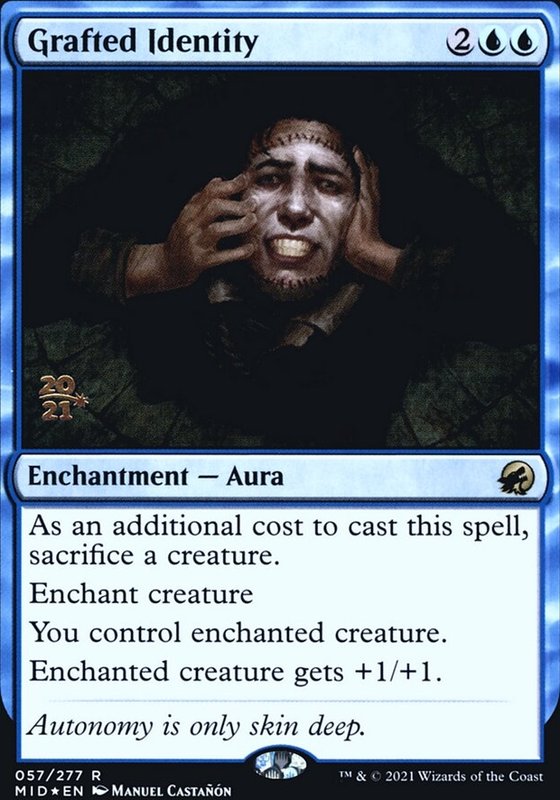 Grafted Identity 2
20
21
Enchantment — Aura
As an additional cost to cast this spell,
sacrifice a creature.
Enchant creature
You control enchanted creature.
Enchanted creature gets +1/+1.
Autonomy is only skin deep.
057/277 R
MID★EN Manuel Castañón
™ & © 2021 Wizards of the Coast